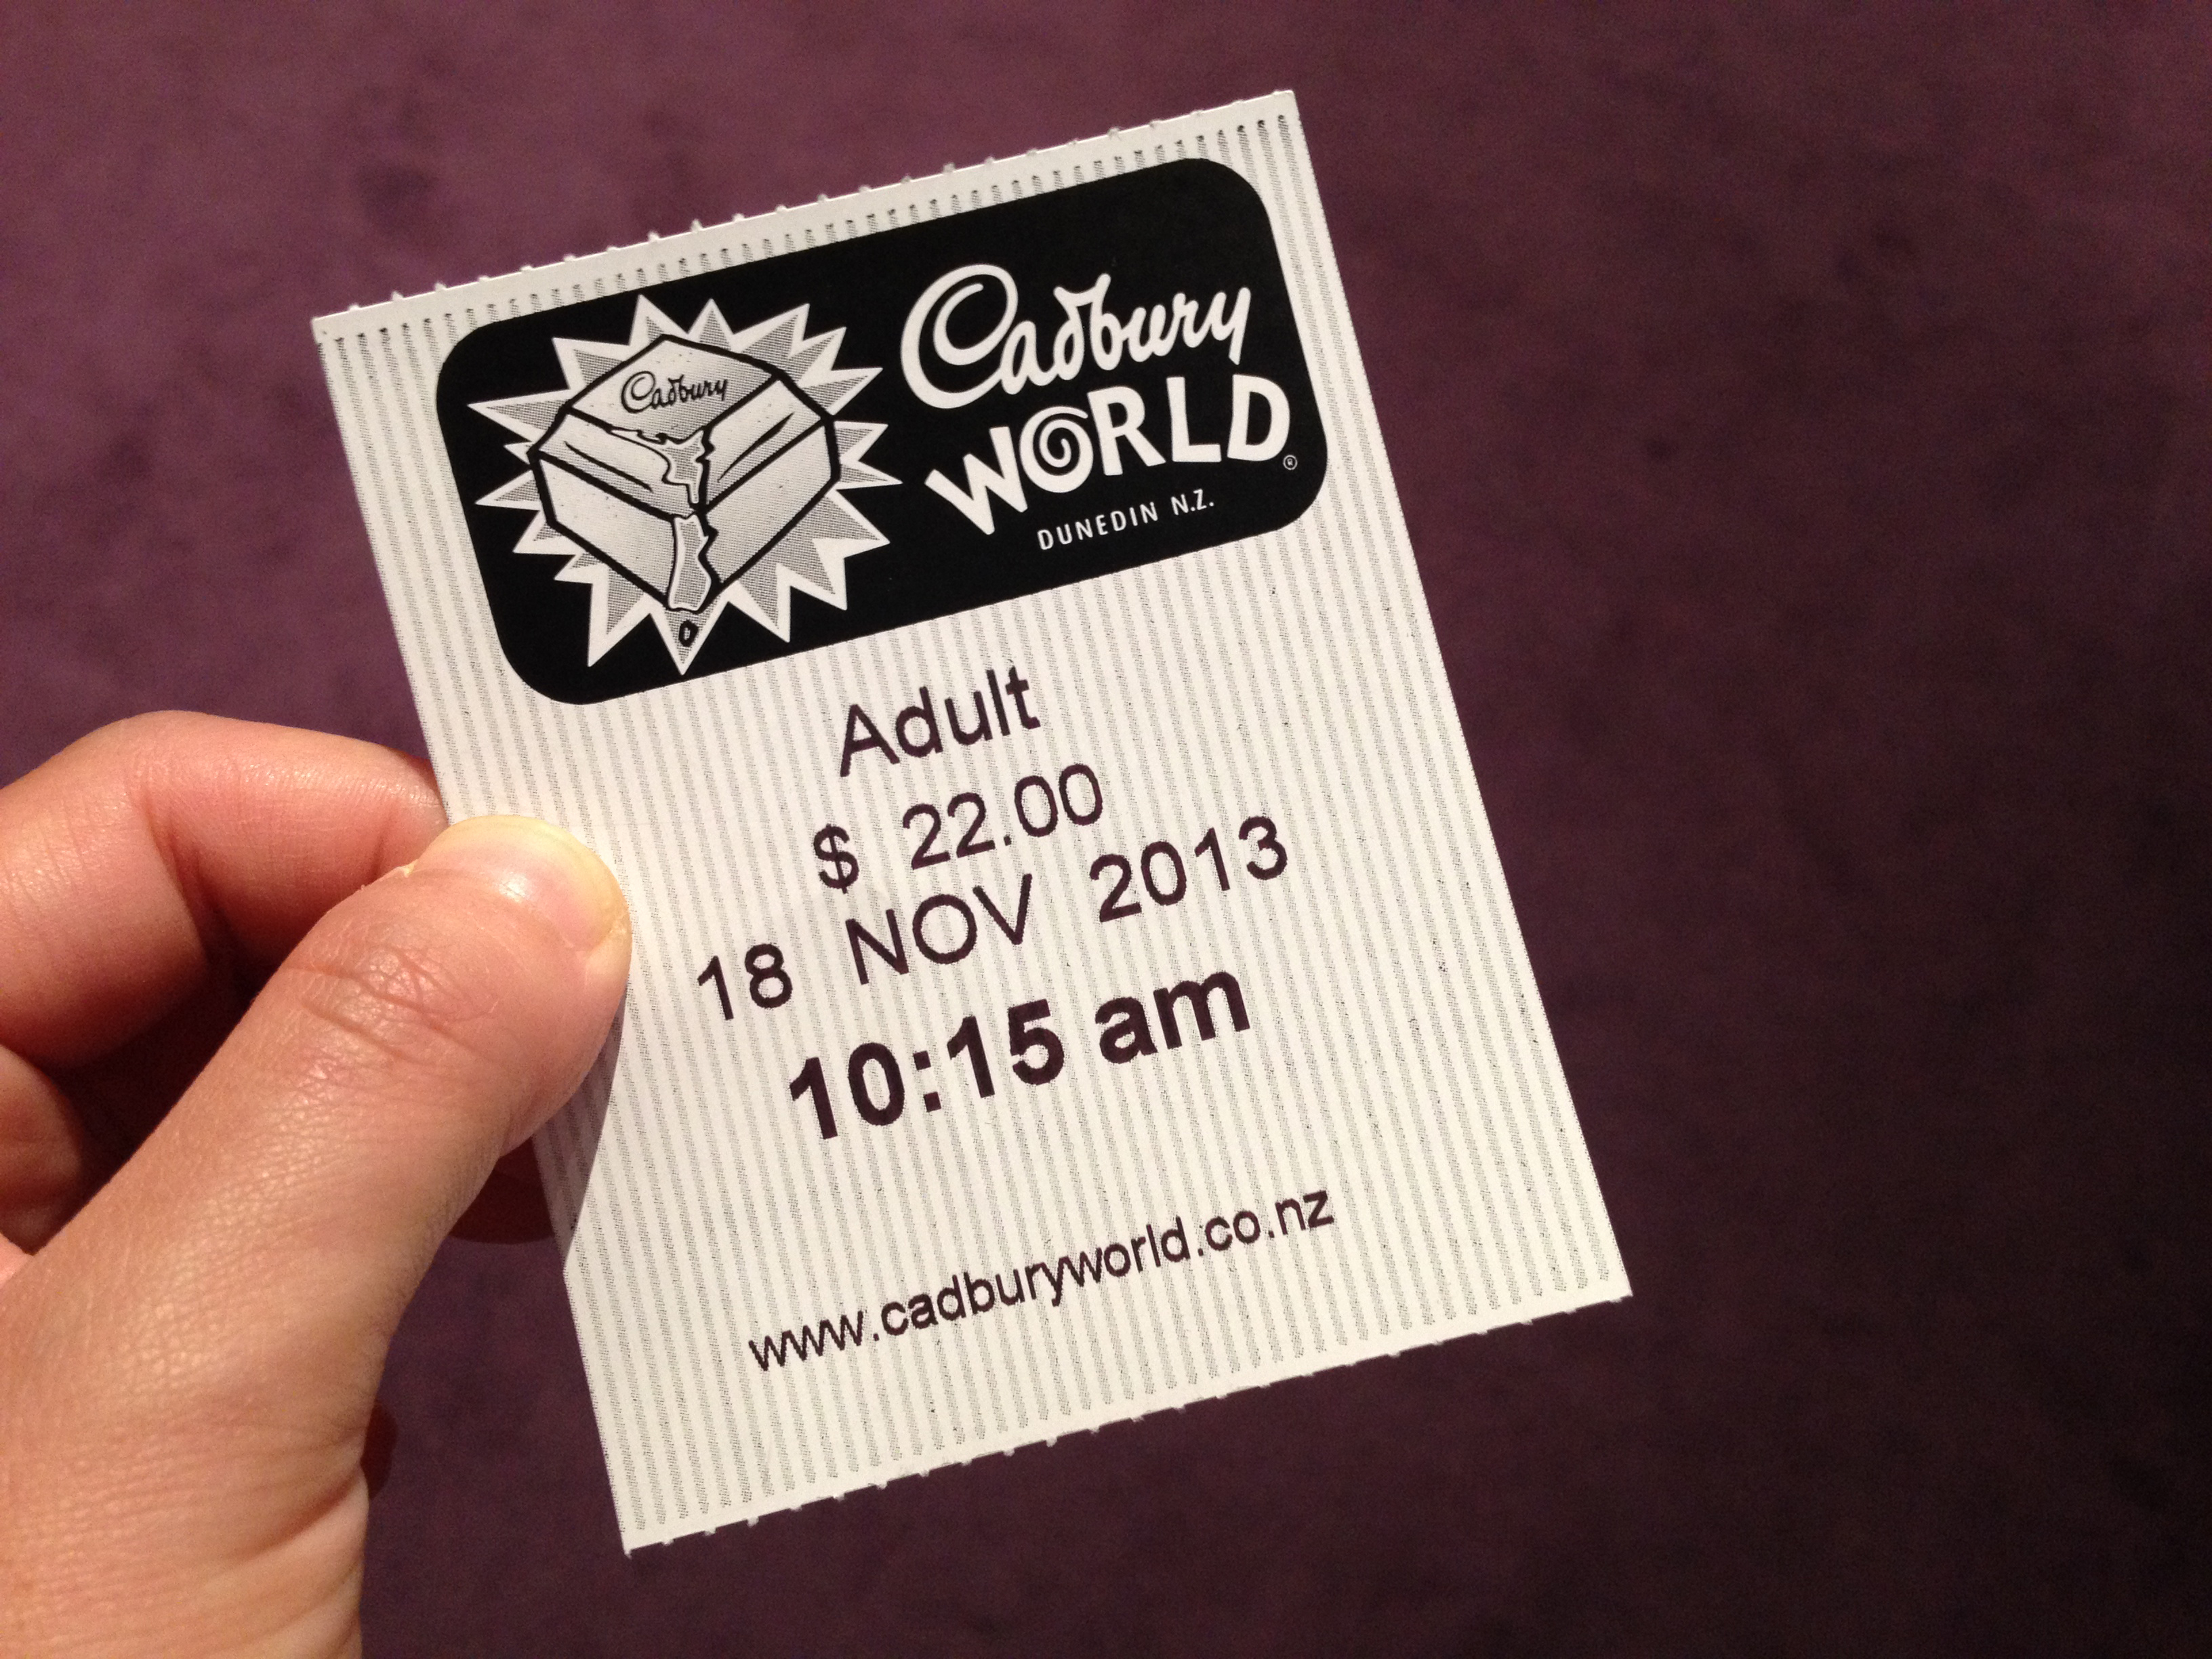 Cadbury
Cadbury
WORLD®
DUNEDIN N.Z.
Adult
$ 22.00
18 NOV 2013
10:15 am
www.cadburyworld.co.nz